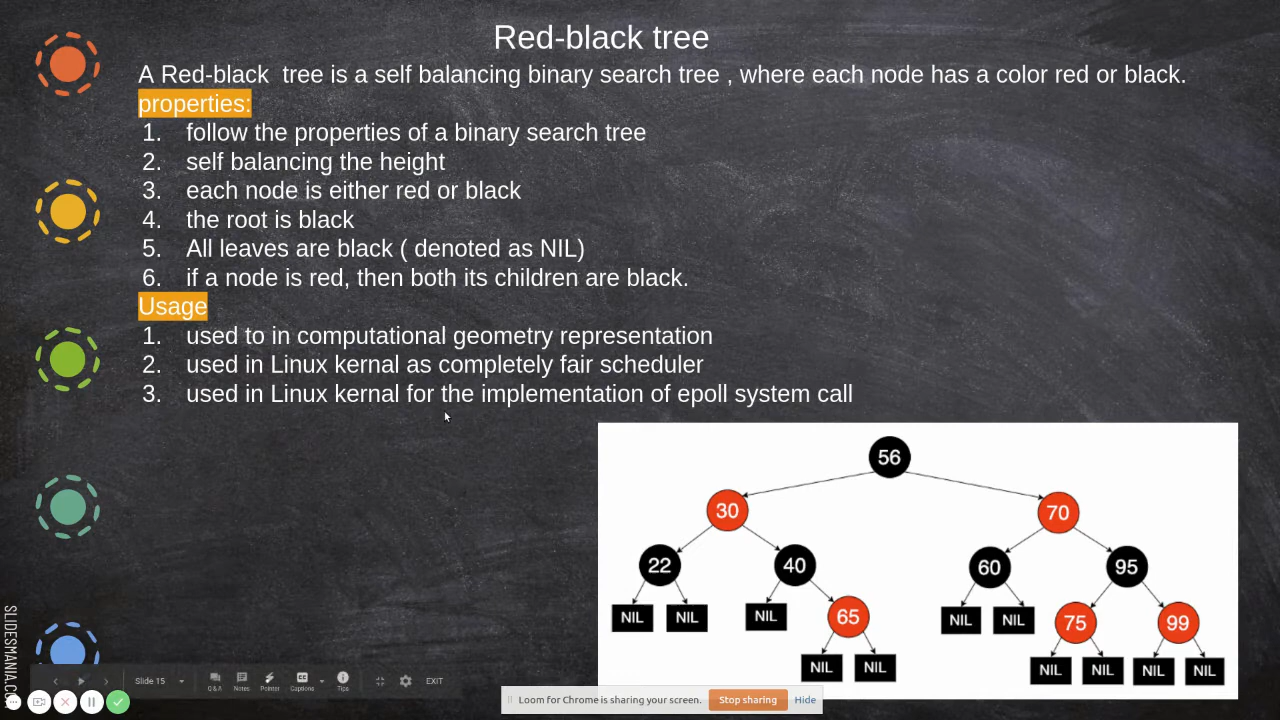 Red-black tree
A Red-black tree is a self balancing binary search tree , where each node has a color red or black.
properties:
1. follow the properties of a binary search tree
2. self balancing the height
3. each node is either red or black
4. the root is black
5. All leaves are black ( denoted as NIL)
6. if a node is red, then both its children are black.
Usage
1. used to in computational geometry representation
2. used in Linux kernal as completely fair scheduler
3. used in Linux kernal for the implementation of epoll system call
56
30 70
22 40 60 95
NIL NIL NIL 65 NIL NIL 75 99
NIL NIL NIL NIL NIL NIL
SLIDESMANIA.C
Slide 15 Q&A Notes Pointer Captions Tips EXIT
Loom for Chrome is sharing your screen. Stop sharing Hide